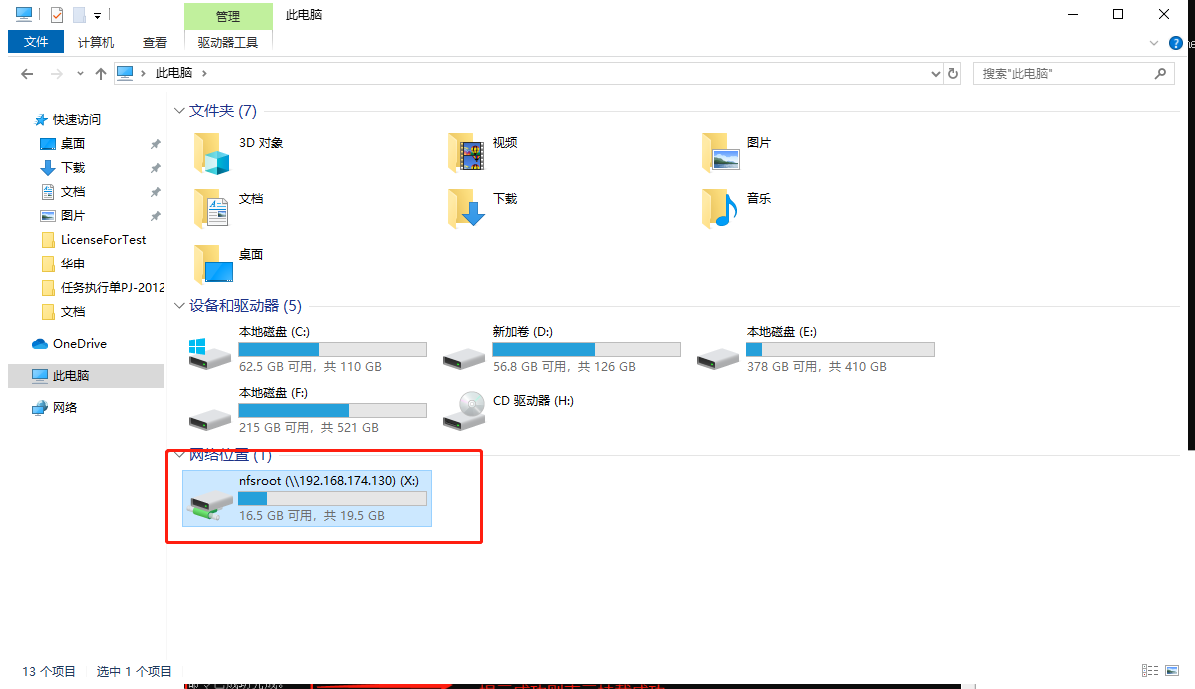 管理
此电脑
文件
计算机
查看
驱动器工具
此电脑
搜索"此电脑"
快速访问
桌面
下载
文档
图片
LicenseForTest
华申
任务执行单PJ-2012
文档
OneDrive
此电脑
网络
文件夹 (7)
3D 对象
视频
图片
文档
下载
音乐
桌面
设备和驱动器 (5)
本地磁盘 (C:)
62.5 GB 可用，共 110 GB
新加卷 (D:)
56.8 GB 可用，共 126 GB
本地磁盘 (E:)
378 GB 可用，共 410 GB
本地磁盘 (F:)
215 GB 可用，共 521 GB
CD 驱动器 (H:)
网络位置 (1)
nfsroot (\\192.168.174.130) (X:)
16.5 GB 可用，共 19.5 GB
13 个项目
选中 1 个项目